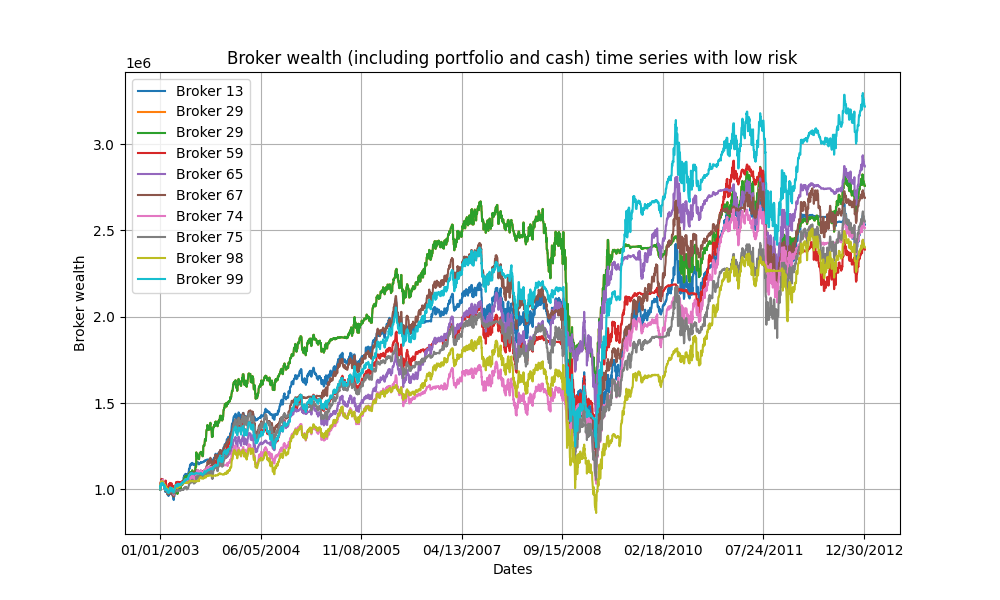 Broker wealth (including portfolio and cash) time series with low risk
1e6
Broker 13
Broker 29
Broker 29
Broker 59
Broker 65
Broker 67
Broker 74
Broker 75
Broker 98
Broker 99
3.0
2.5
2.0
1.5
1.0
Broker wealth
01/01/2003 06/05/2004 11/08/2005 04/13/2007 09/15/2008 02/18/2010 07/24/2011 12/30/2012
Dates